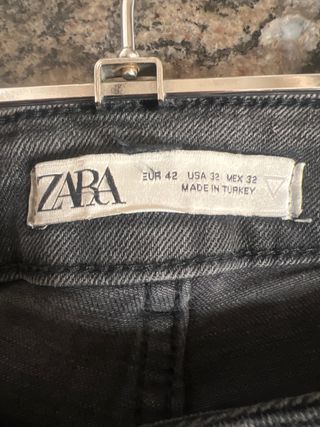 ZARA
EUR 42 USA 32 MEX 32
MADE IN TURKEY